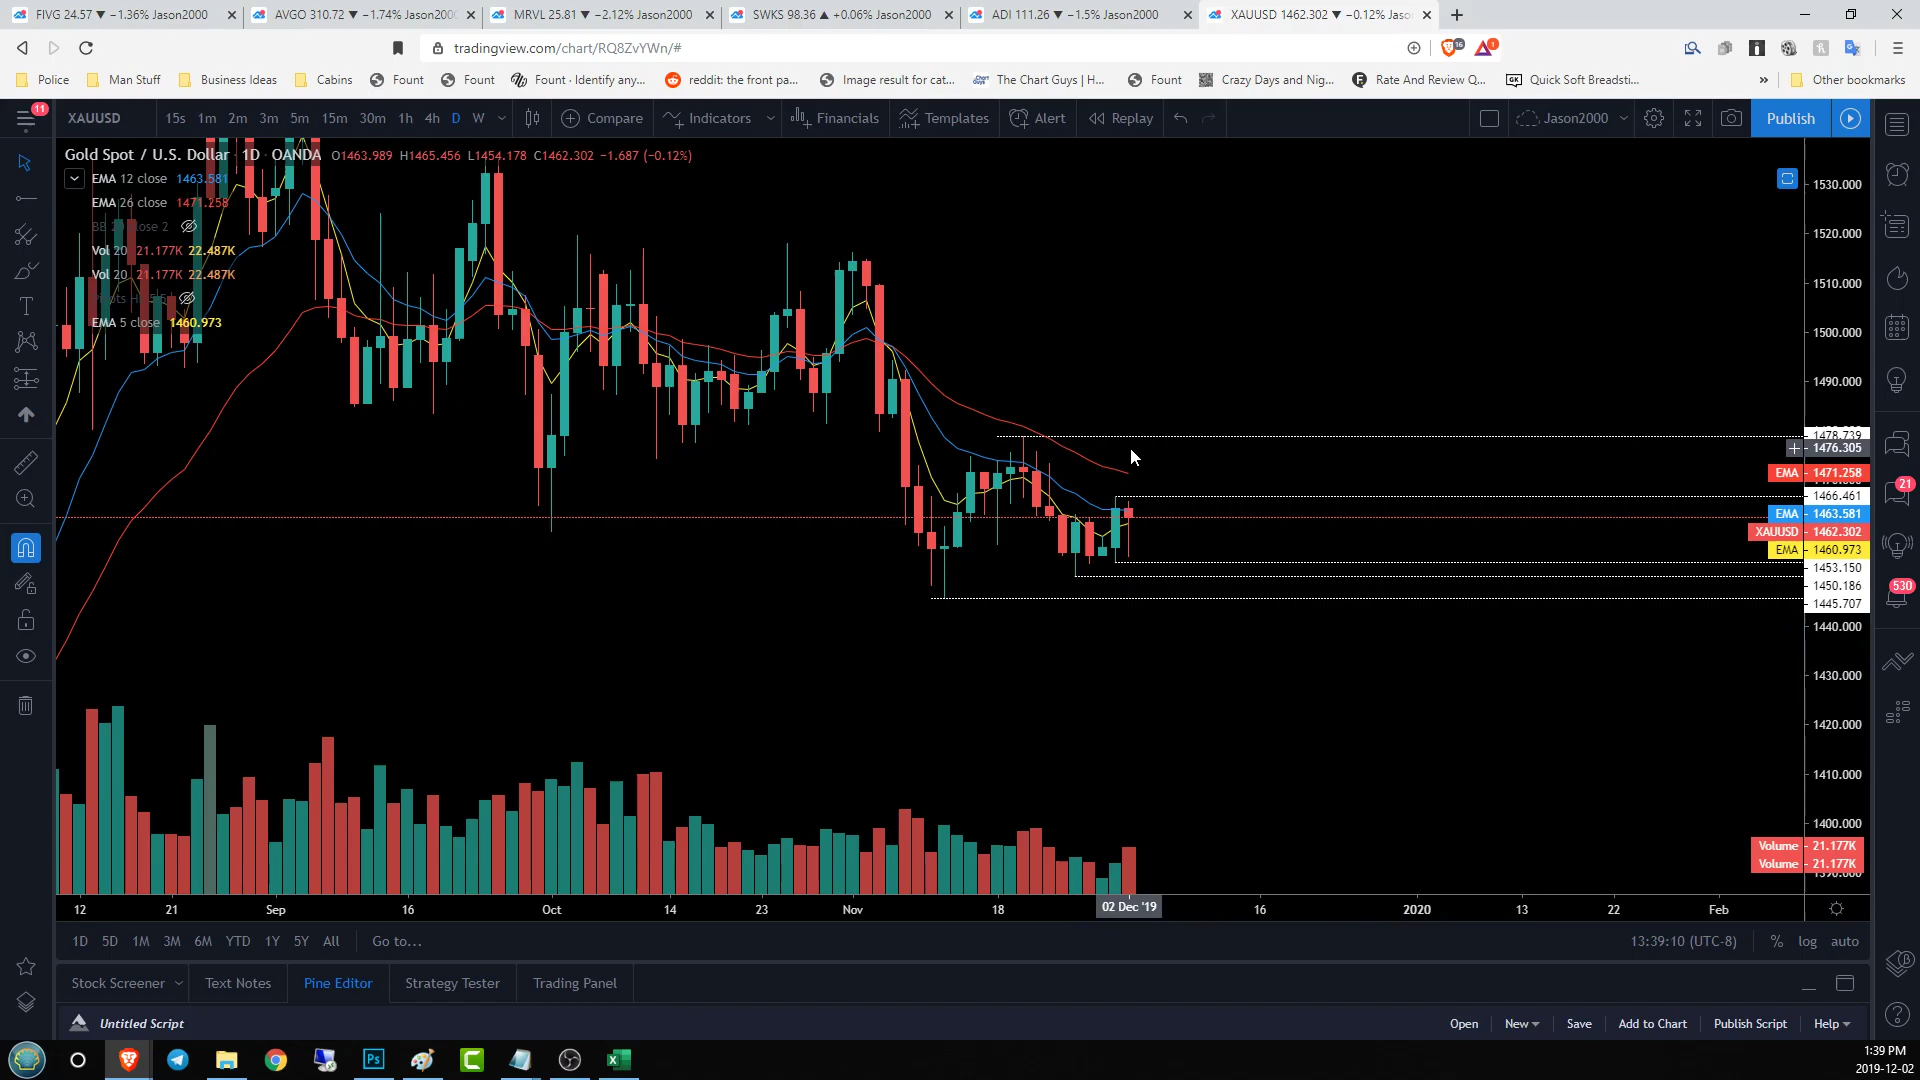 FIVG 24.57 ▼ −1.36% Jason2000
AVGO 310.72 ▼ −1.74% Jason200
MRVL 25.81 ▼ −2.12% Jason2000
SWKS 98.36 ▲ +0.06% Jason2000
ADI 111.26 ▼ −1.5% Jason2000
XAUUSD 1462.302 ▼ −0.12% Jaso
tradingview.com/chart/RQ8ZvYWn/#
16
1
Police
Man Stuff
Business Ideas
Cabins
Fount
Fount
Fount · Identify any...
reddit: the front pa...
Image result for cat...
The Chart Guys | H...
Fount
Crazy Days and Nig...
Rate And Review Q...
GK
Quick Soft Breadsti...
»
Other bookmarks
11
XAUUSD
15s 1m 2m 3m 5m 15m 30m 1h 4h D W
Compare
Indicators
Financials
Templates
Alert
Replay
Jason2000
Publish
Gold Spot / U.S. Dollar 1D OANDA O1463.989 H1465.456 L1454.178 C1462.302 −1.687 (−0.12%)
EMA 12 close 1463.581
EMA 26 close 1471.258
Vol 20 21.177K 22.487K
Vol 20 21.177K 22.487K
EMA 5 close 1460.973
1530.000
1520.000
1510.000
1500.000
1490.000
1478.739
1476.305
EMA 1471.258
1466.461
EMA 1463.581
XAUUSD 1462.302
EMA 1460.973
1453.150
1450.186
1445.707
1440.000
1430.000
1420.000
1410.000
1400.000
Volume 21.177K
Volume 21.177K
21
530
12 21 Sep 16 Oct 14 23 Nov 18 02 Dec '19 16 2020 13 22 Feb
1D 5D 1M 3M 6M YTD 1Y 5Y All Go to...
13:39:10 (UTC-8) % log auto
Stock Screener
Text Notes
Pine Editor
Strategy Tester
Trading Panel
Untitled Script
Open New Save Add to Chart Publish Script Help
Ps
1:39 PM
2019-12-02